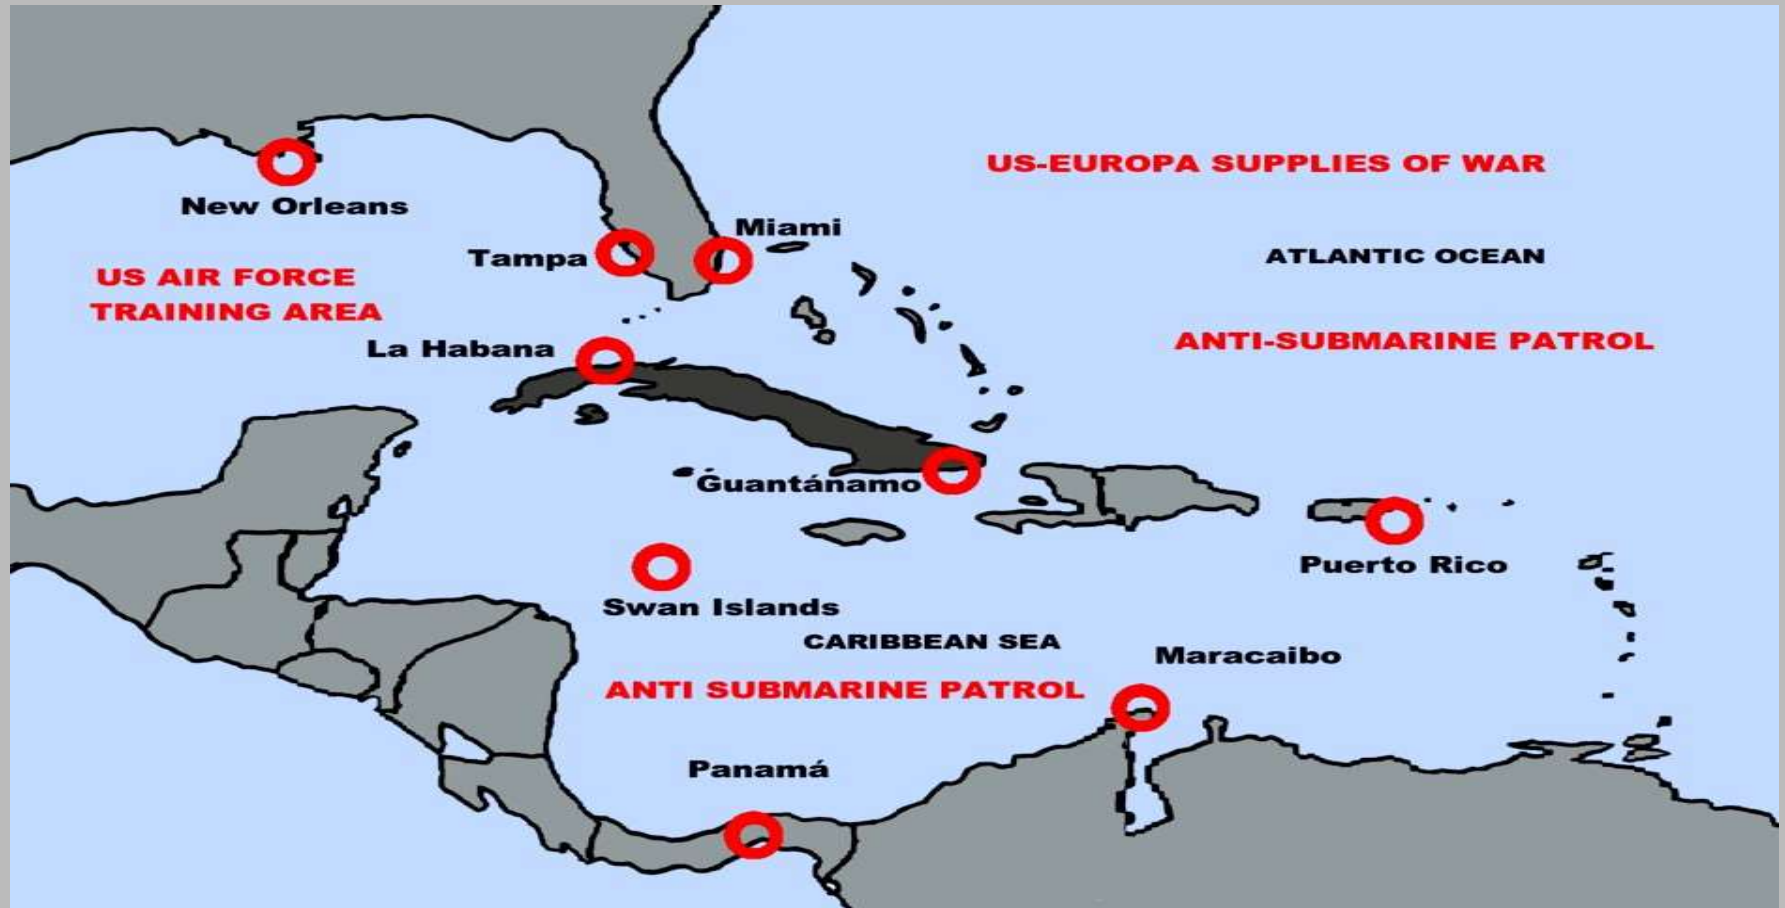 US-EUROPA SUPPLIES OF WAR
New Orleans
Miami
Tampa
ATLANTIC OCEAN
US AIR FORCE
TRAINING AREA
ANTI-SUBMARINE PATROL
La Habana
Guantánamo
Puerto Rico
Swan Islands
CARIBBEAN SEA
Maracaibo
ANTI SUBMARINE PATROL
Panamá